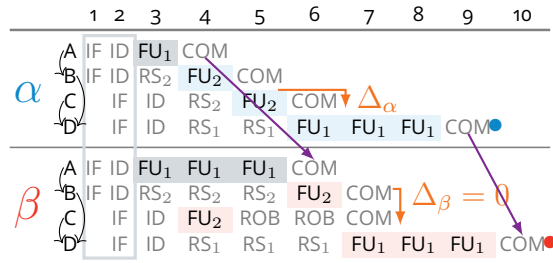 1 2 3 4 5 6 7 8 9 10
A IF ID FU₁ COM
B IF ID RS₂ FU₂ COM
C IF ID RS₂ FU₂ COM Δα
D IF ID RS₁ RS₁ FU₁ FU₁ FU₁ COM
α
A IF ID FU₁ FU₁ FU₁ COM
B IF ID RS₂ RS₂ RS₂ FU₂ COM Δβ = 0
C IF ID FU₂ ROB ROB COM
D IF ID RS₁ RS₁ RS₁ FU₁ FU₁ FU₁ COM
β